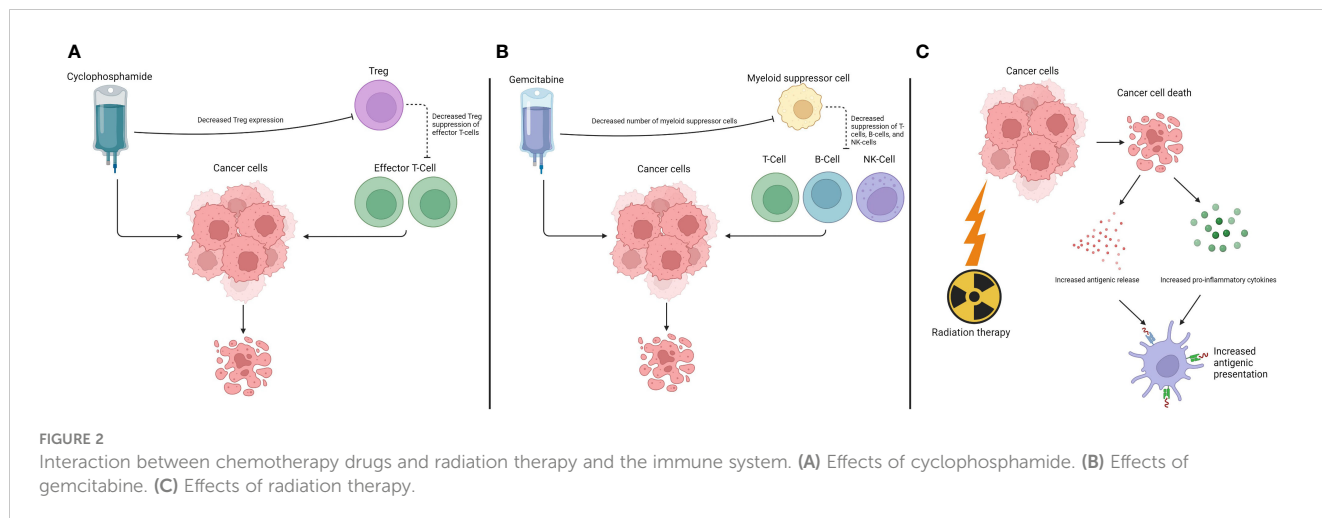 A
Cyclophosphamide
Treg
Decreased Treg expression
Decreased Treg
suppression of
effector T-cells
Cancer cells
Effector T-Cell
B
Gemcitabine
Myeloid suppressor cell
Decreased number of myeloid suppressor cells
Decreased
suppression of T-
cells, B-cells, and
NK-cells
Cancer cells
T-Cell
B-Cell
NK-Cell
C
Cancer cells
Cancer cell death
Increased antigenic release
Increased pro-inflammatory cytokines
Radiation therapy
Increased
antigenic
presentation
FIGURE 2
Interaction between chemotherapy drugs and radiation therapy and the immune system. (A) Effects of cyclophosphamide. (B) Effects of
gemcitabine. (C) Effects of radiation therapy.